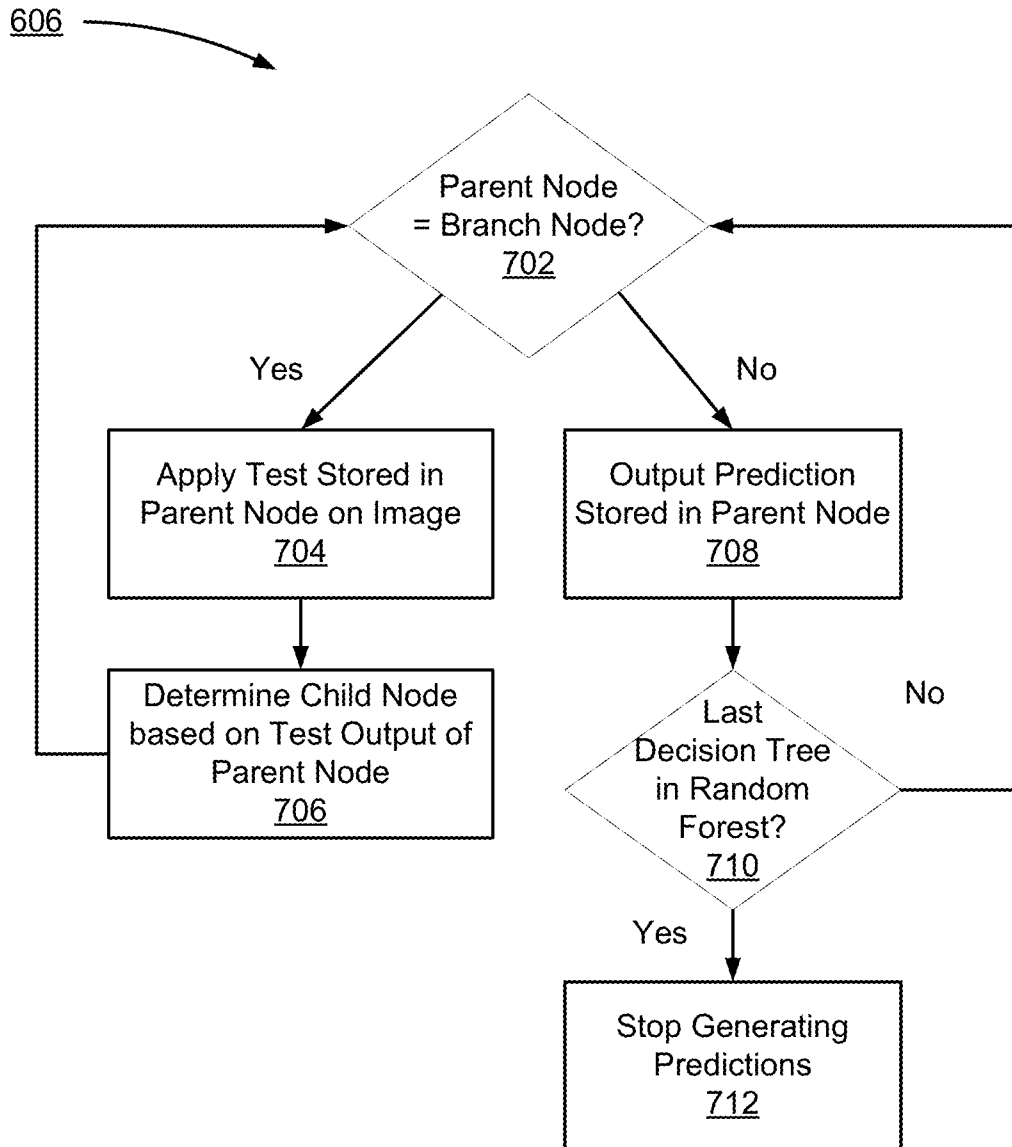 606
Parent Node
= Branch Node?
702
Yes
No
Apply Test Stored in
Parent Node on Image
704
Output Prediction
Stored in Parent Node
708
Determine Child Node
based on Test Output of
Parent Node
706
Last
Decision Tree
in Random
Forest?
710
No
Yes
Stop Generating
Predictions
712